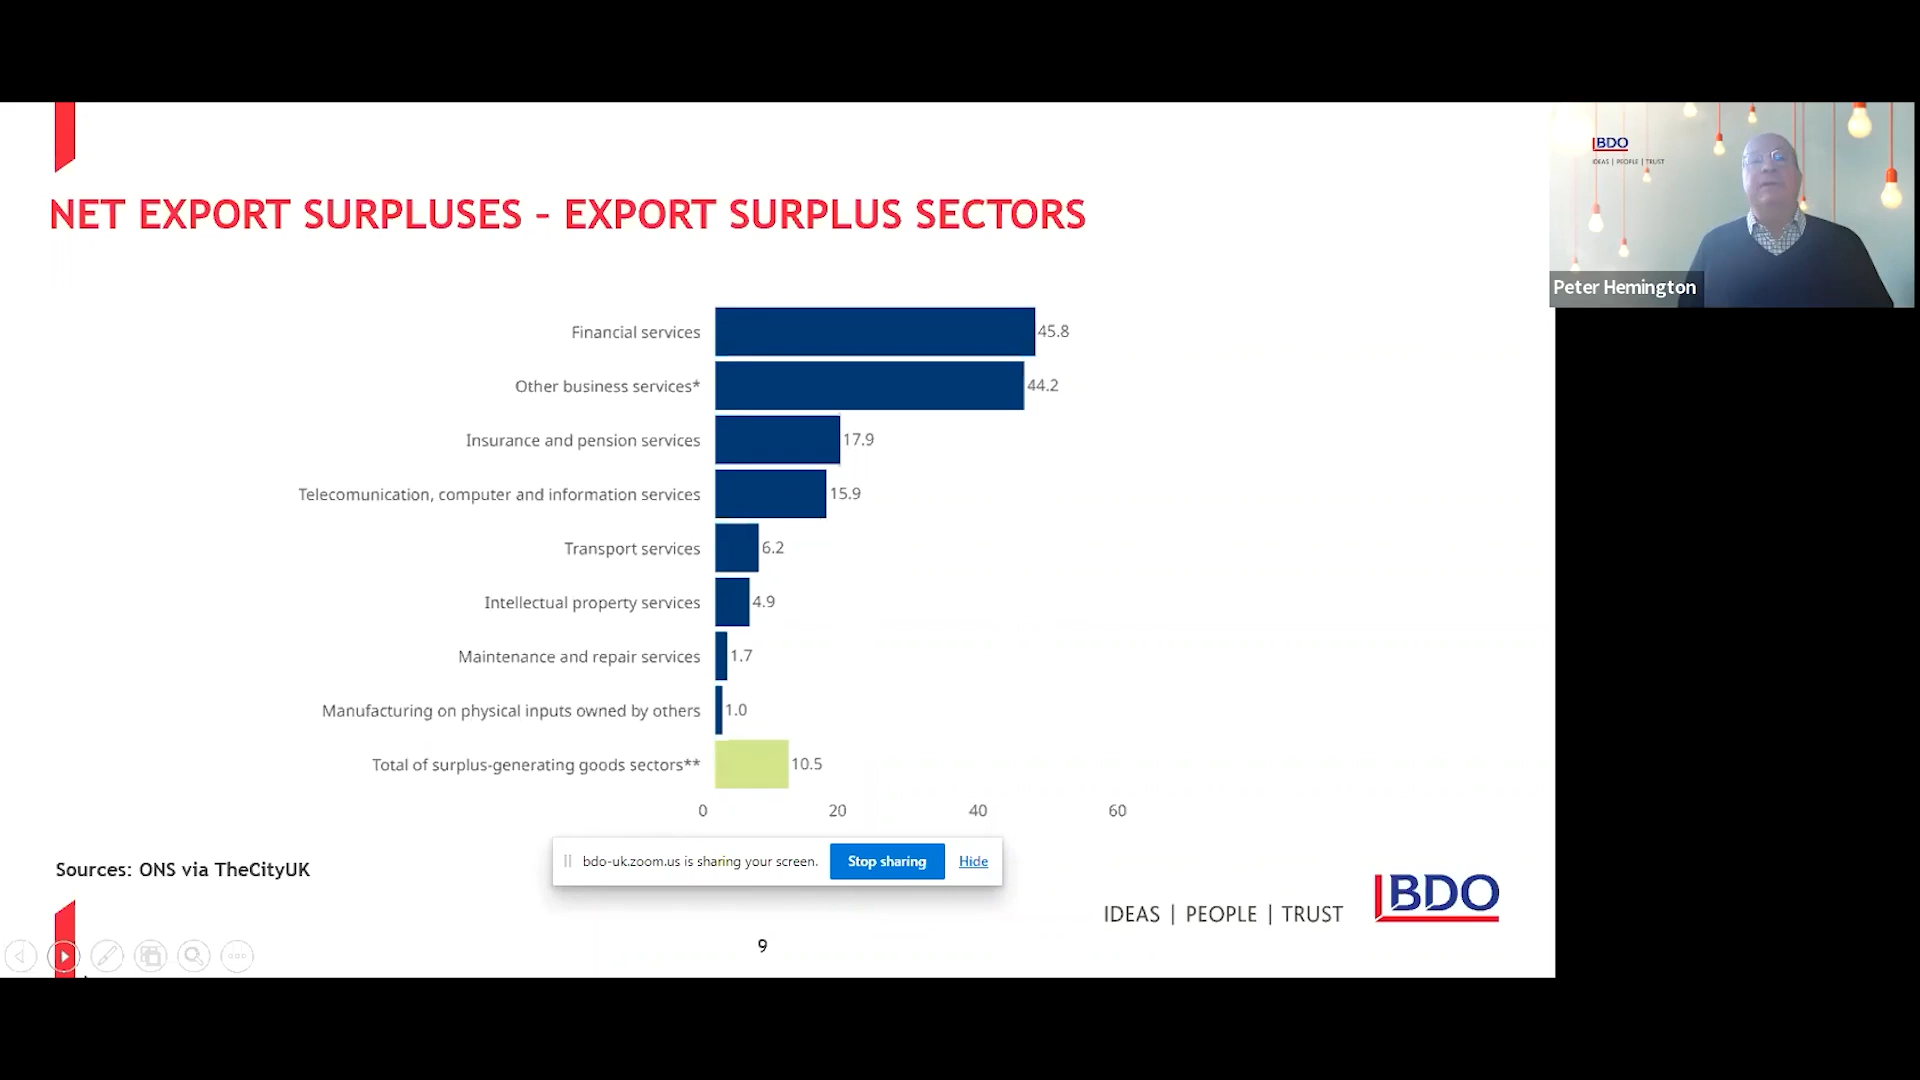 NET EXPORT SURPLUSES – EXPORT SURPLUS SECTORS
BDO
IDEAS | PEOPLE | TRUST
Peter Hemington
Financial services 45.8
Other business services* 44.2
Insurance and pension services 17.9
Telecomunication, computer and information services 15.9
Transport services 6.2
Intellectual property services 4.9
Maintenance and repair services 1.7
Manufacturing on physical inputs owned by others 1.0
Total of surplus-generating goods sectors** 10.5
0 20 40 60
bdo-uk.zoom.us is sharing your screen. Stop sharing Hide
Sources: ONS via TheCityUK
IDEAS | PEOPLE | TRUST BDO
9